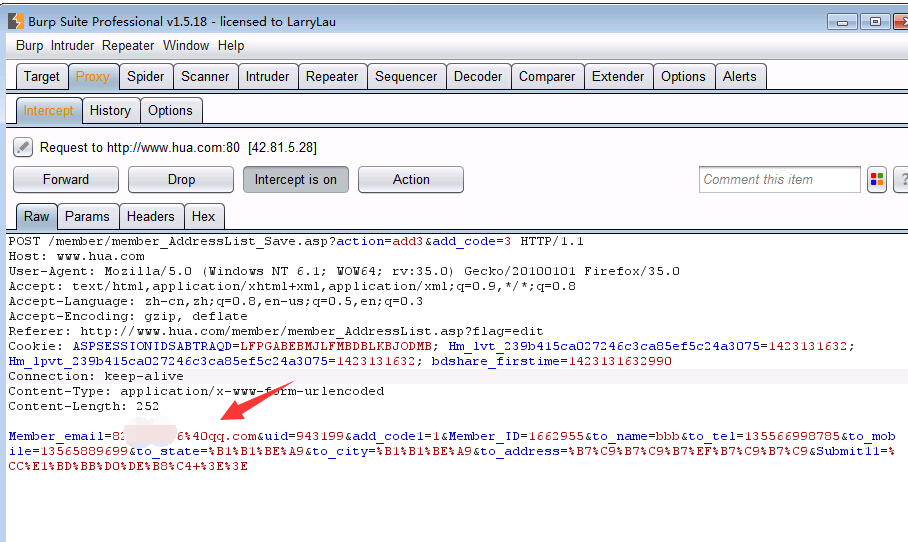 Burp Suite Professional v1.5.18 - licensed to LarryLau
Burp Intruder Repeater Window Help
Target Proxy Spider Scanner Intruder Repeater Sequencer Decoder Comparer Extender Options Alerts
Intercept History Options
Request to http://www.hua.com:80 [42.81.5.28]
Forward Drop Intercept is on Action Comment this item ?
Raw Params Headers Hex
POST /member/member_AddressList_Save.asp?action=add3&add_code=3 HTTP/1.1
Host: www.hua.com
User-Agent: Mozilla/5.0 (Windows NT 6.1; WOW64; rv:35.0) Gecko/20100101 Firefox/35.0
Accept: text/html,application/xhtml+xml,application/xml;q=0.9,*/*;q=0.8
Accept-Language: zh-cn,zh;q=0.8,en-us;q=0.5,en;q=0.3
Accept-Encoding: gzip, deflate
Referer: http://www.hua.com/member/member_AddressList.asp?flag=edit
Cookie: ASPSESSIONIDSABTRAQD=LFPGABEBMJLFMBDBLKBJODMB; Hm_lvt_239b415ca027246c3ca85ef5c24a3075=1423131632;
Hm_lpvt_239b415ca027246c3ca85ef5c24a3075=1423131632; bdshare_firstime=1423131632990
Connection: keep-alive
Content-Type: application/x-www-form-urlencoded
Content-Length: 252
Member_email=82 6%40qq.com&uid=943199&add_code1=1&Member_ID=1662955&to_name=bbb&to_tel=135566998785&to_mob
ile=13565889699&to_state=%B1%B1%BE%A9&to_city=%B1%B1%BE%A9&to_address=%B7%C9%B7%C9%B7%EF%B7%C9%B7%C9&Submit11=%
CC%E1%BD%BB%D0%DE%B8%C4+%3E%3E